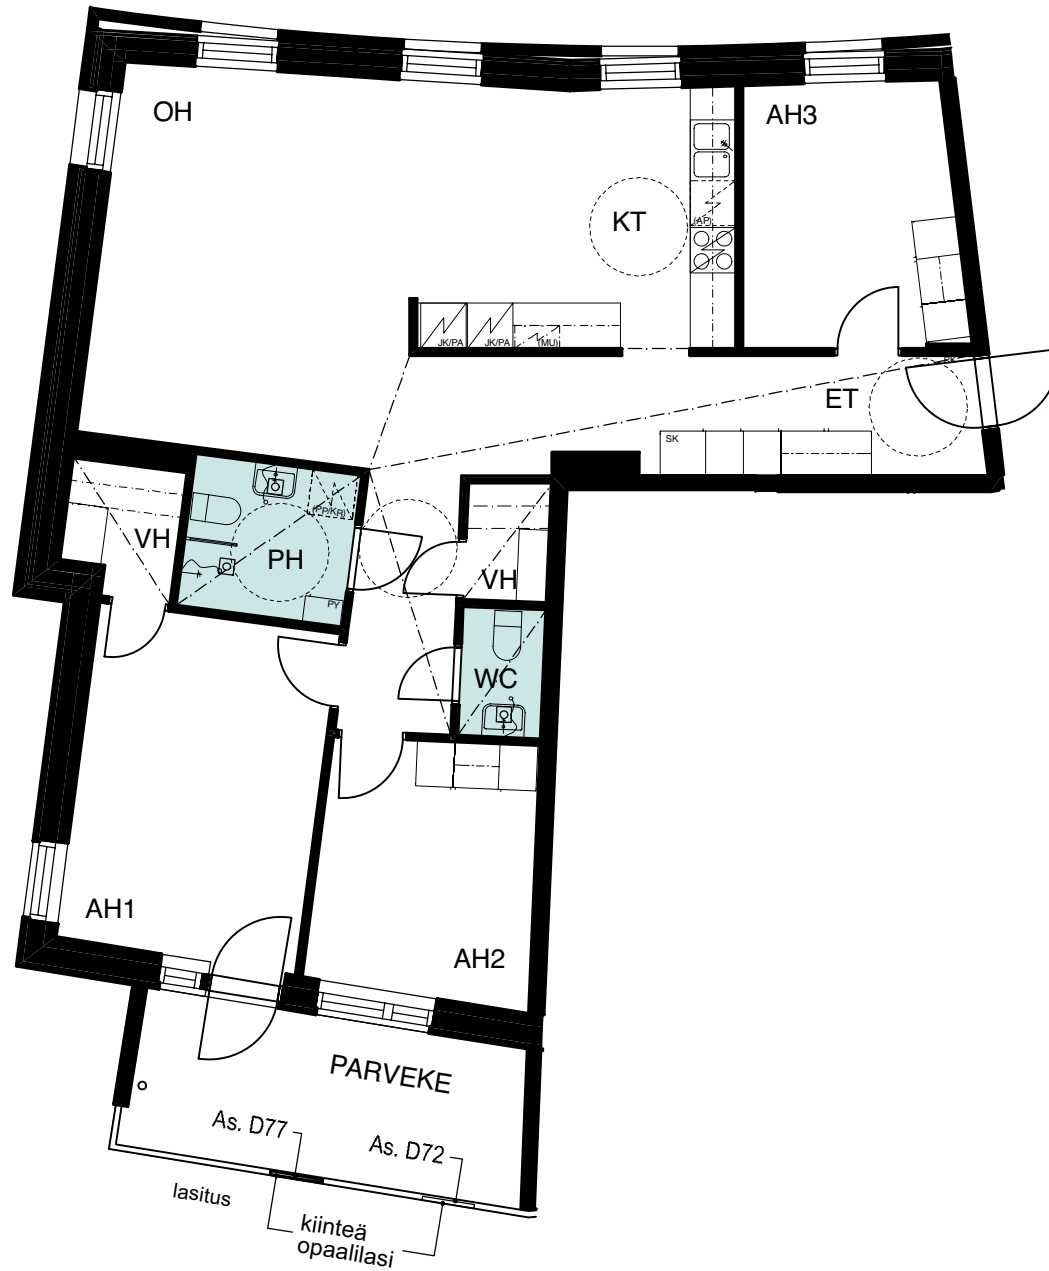 OH
AH3
KT
(AP)
JK/PA
JK/PA
(MU)
ET
SK
(PP/KR)
VH
PH
VH
PY
WC
AH1
AH2
PARVEKE
As. D77
As. D72
lasitus
kiinteä
opaalilasi